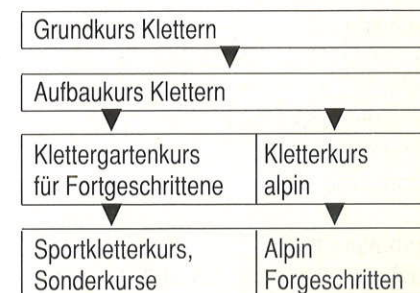 Grundkurs Klettern
Aufbaukurs Klettern
Klettergartenkurs
für Fortgeschrittene
Kletterkurs
alpin
Sportkletterkurs,
Sonderkurse
Alpin
Forgeschritten